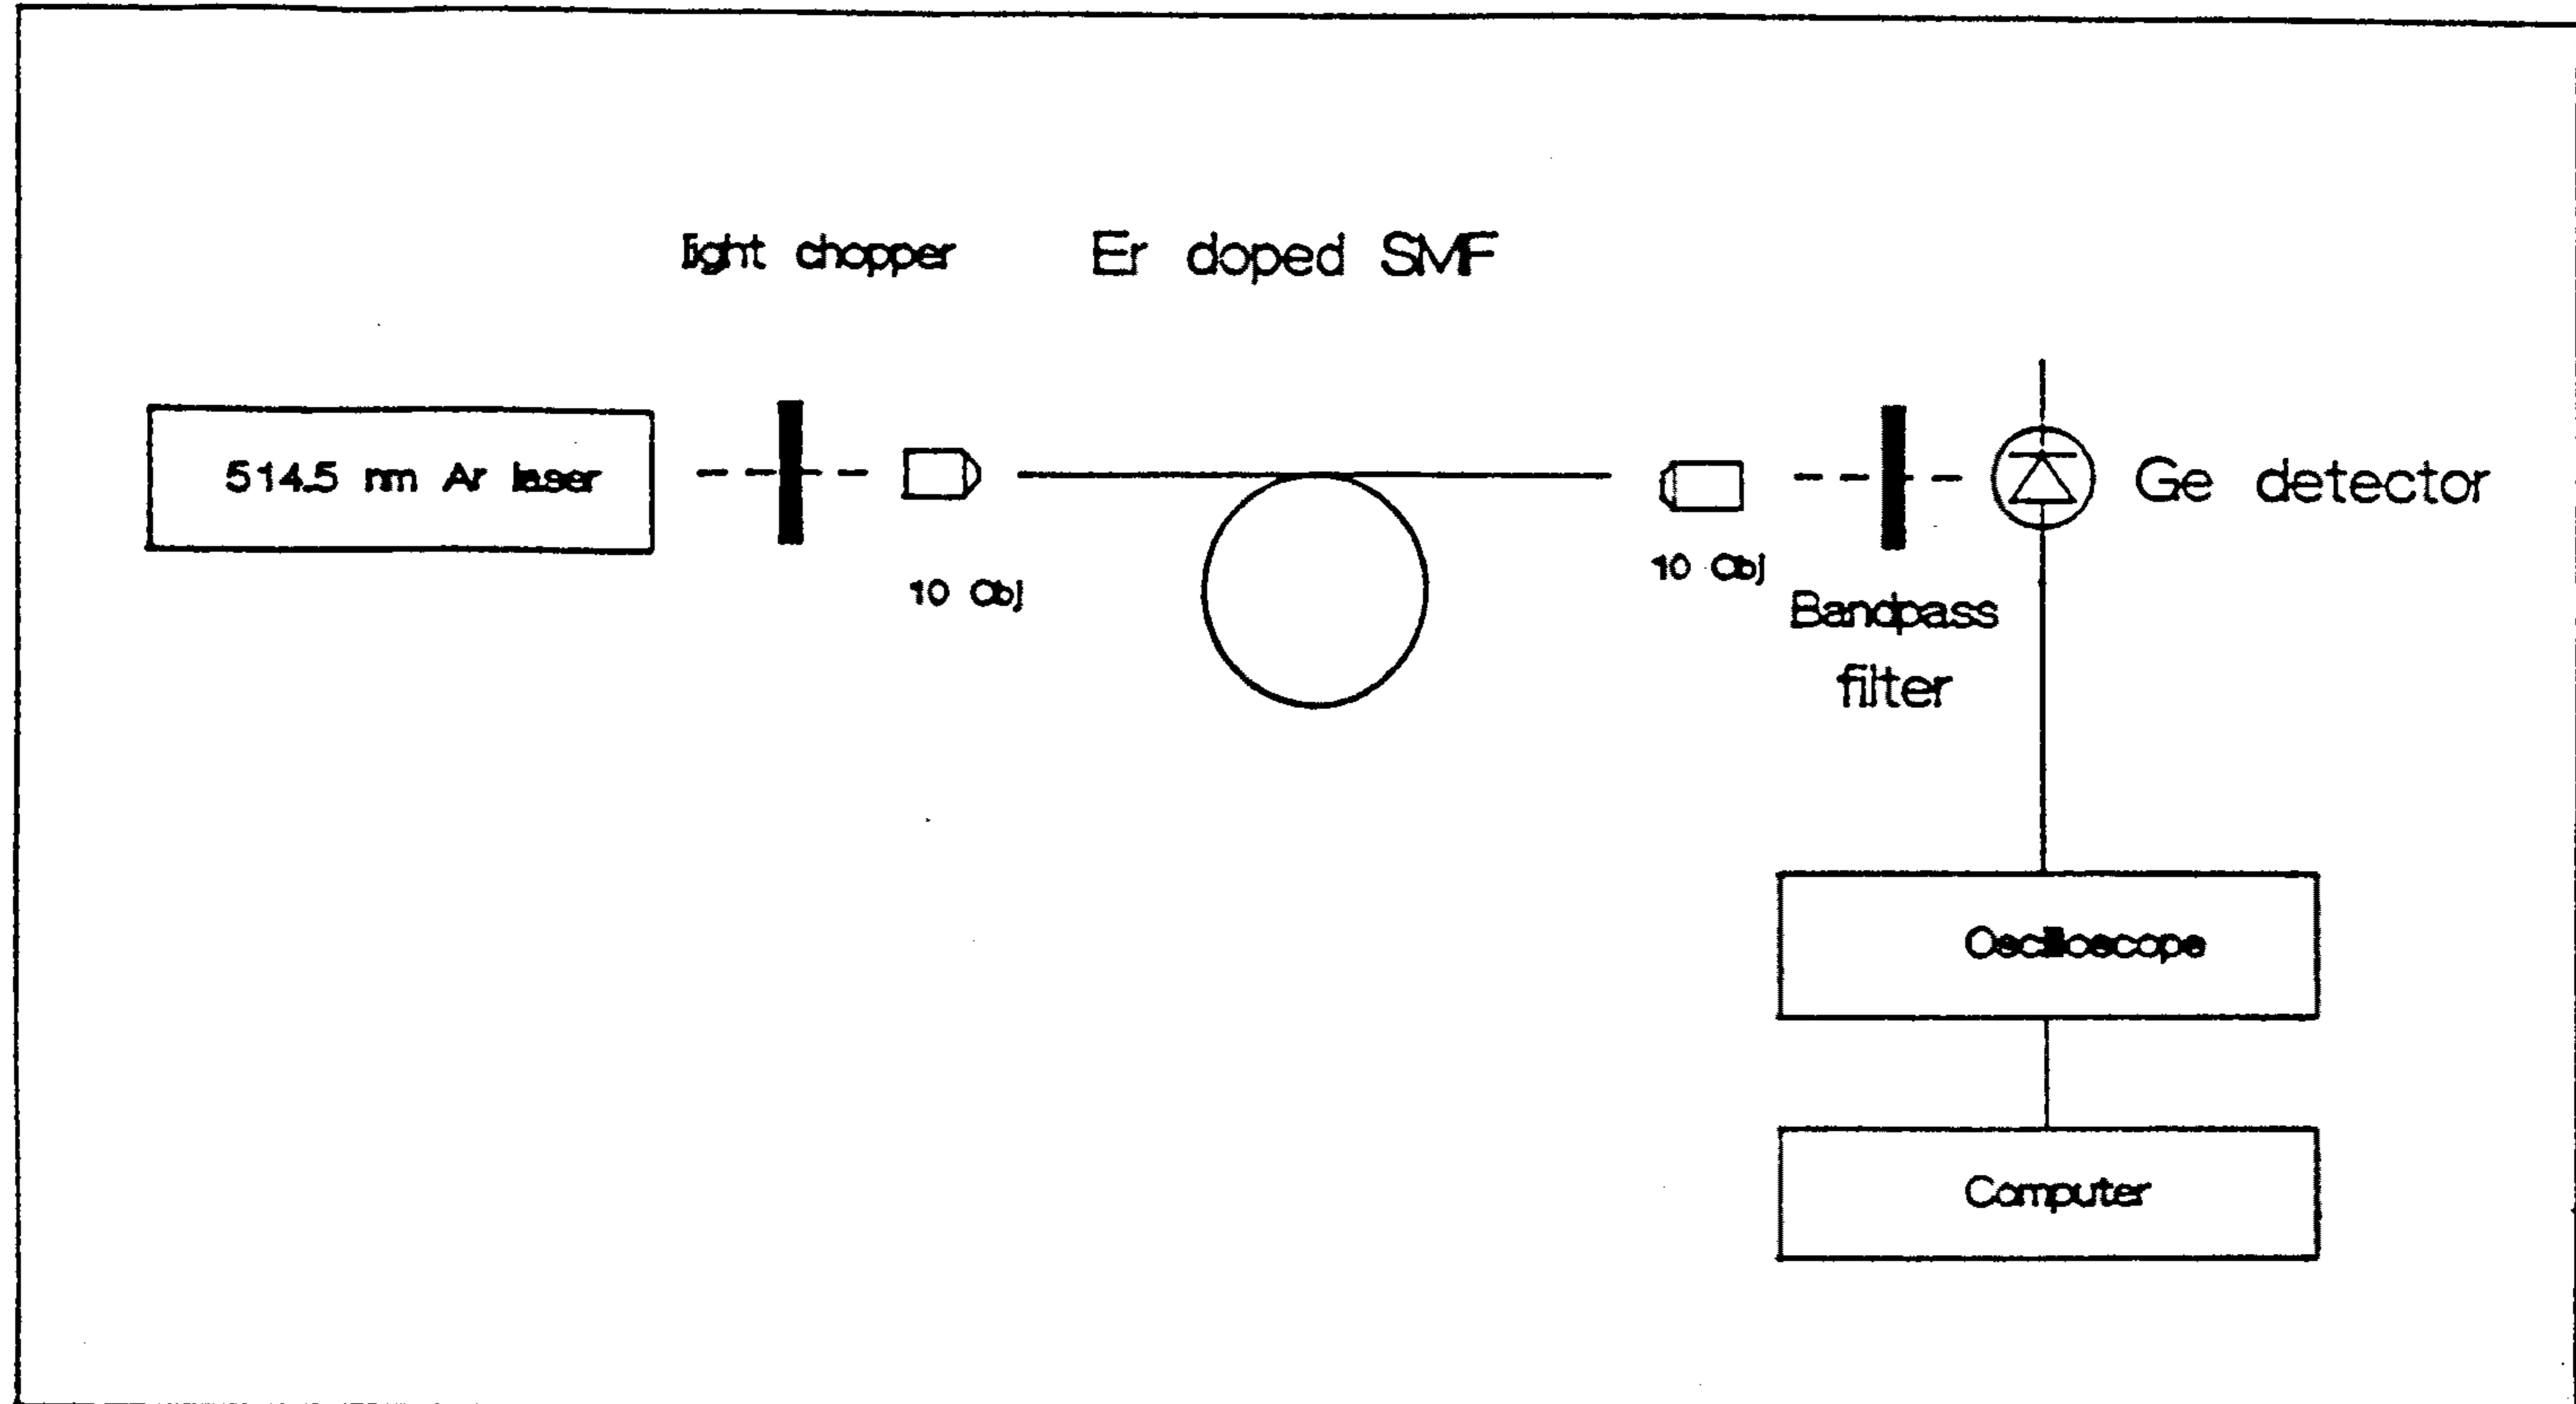 light chopper
Er doped SMF
514.5 nm Ar laser
10 Obj
10 Obj
Bandpass
filter
Ge detector
Oscilloscope
Computer